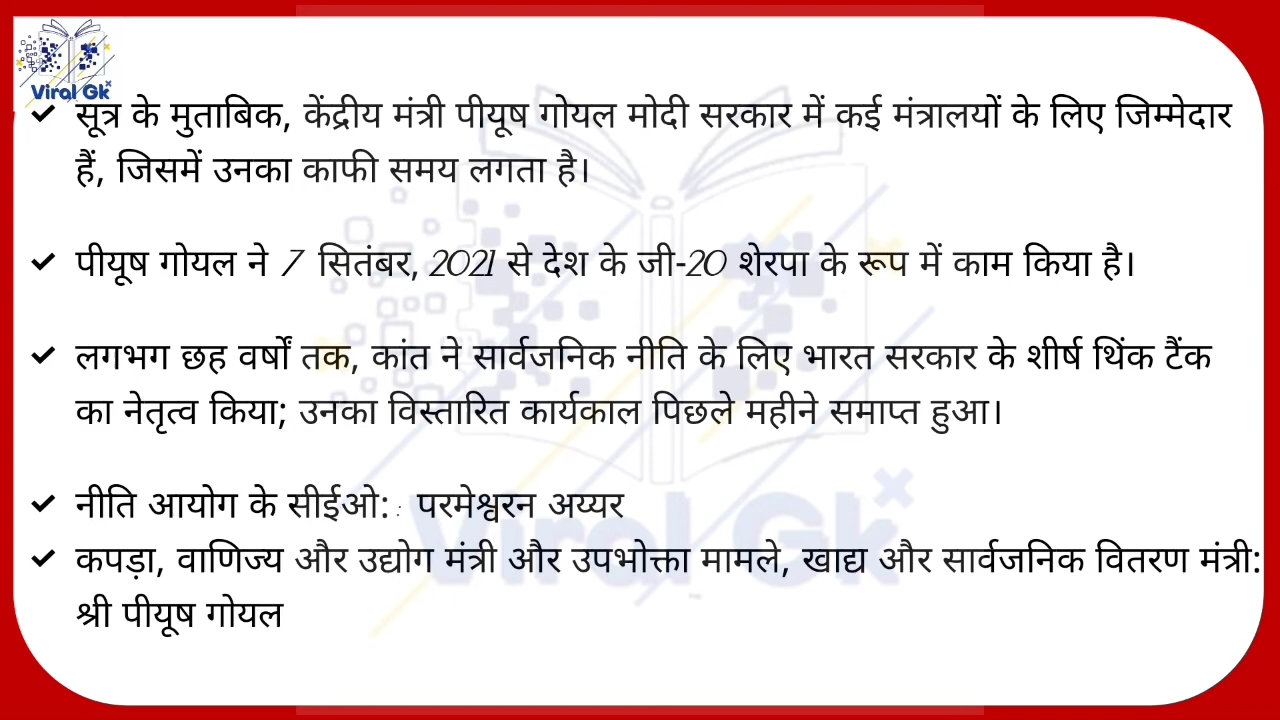 Viral Gk
सूत्र के मुताबिक, केंद्रीय मंत्री पीयूष गोयल मोदी सरकार में कई मंत्रालयों के लिए जिम्मेदार
हैं, जिसमें उनका काफी समय लगता है।
पीयूष गोयल ने 7 सितंबर, 2021 से देश के जी-20 शेरपा के रूप में काम किया है।
लगभग छह वर्षों तक, कांत ने सार्वजनिक नीति के लिए भारत सरकार के शीर्ष थिंक टैंक
का नेतृत्व किया; उनका विस्तारित कार्यकाल पिछले महीने समाप्त हुआ।
नीति आयोग के सीईओ: : परमेश्वरन अय्यर
कपड़ा, वाणिज्य और उद्योग मंत्री और उपभोक्ता मामले, खाद्य और सार्वजनिक वितरण मंत्री:
श्री पीयूष गोयल
Viral Gk